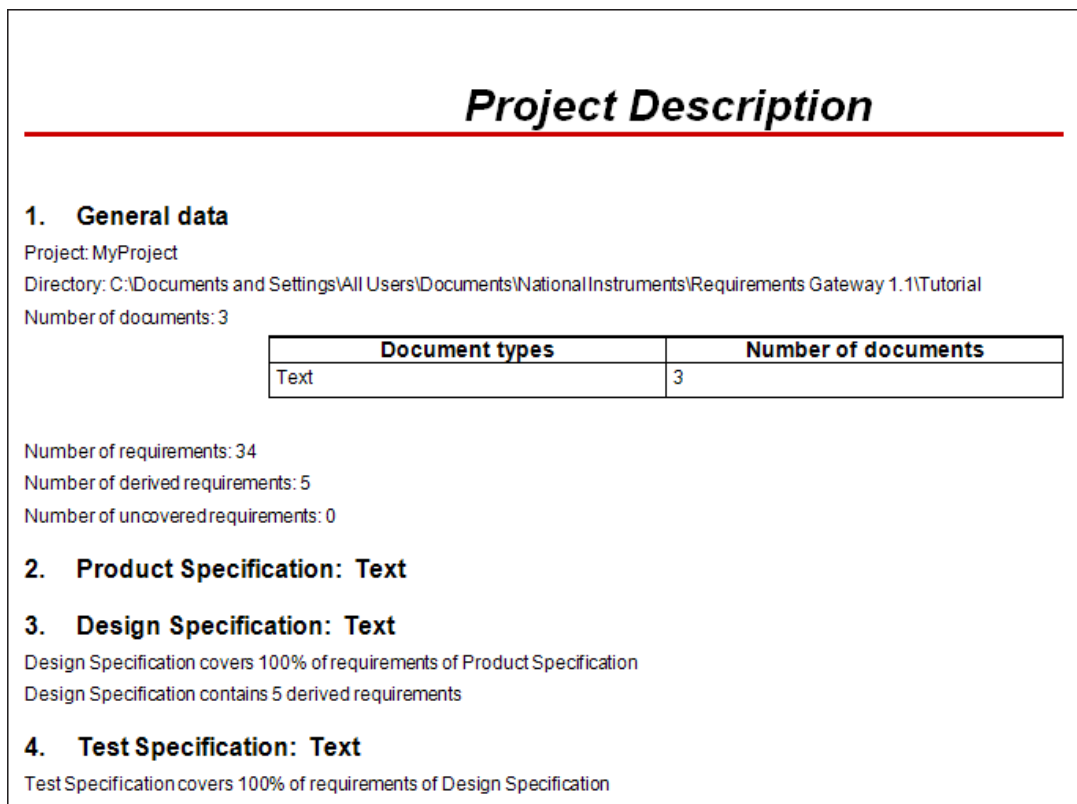 Project Description
1. General data
Project: MyProject
Directory: C:\Documents and Settings\All Users\Documents\National Instruments\Requirements Gateway 1.1\Tutorial
Number of documents: 3
Document types Number of documents
Text 3
Number of requirements: 34
Number of derived requirements: 5
Number of uncovered requirements: 0
2. Product Specification: Text
3. Design Specification: Text
Design Specification covers 100% of requirements of Product Specification
Design Specification contains 5 derived requirements
4. Test Specification: Text
Test Specification covers 100% of requirements of Design Specification